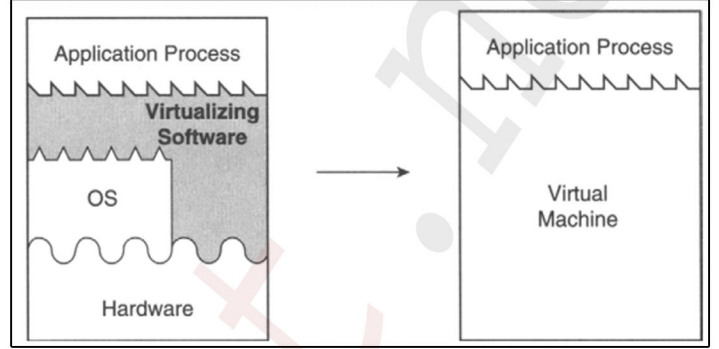 Application Process
Virtualizing
Software
OS
Hardware
Application Process
Virtual
Machine